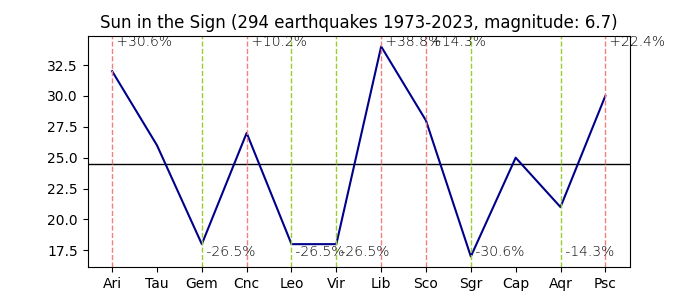 Sun in the Sign (294 earthquakes 1973-2023, magnitude: 6.7)
+30.6% +10.2% +38.8% +14.3% +22.4%
32.5
30.0
27.5
25.0
22.5
20.0
17.5
-26.5% -26.5% -26.5% -30.6% -14.3%
Ari Tau Gem Cnc Leo Vir Lib Sco Sgr Cap Aqr Psc